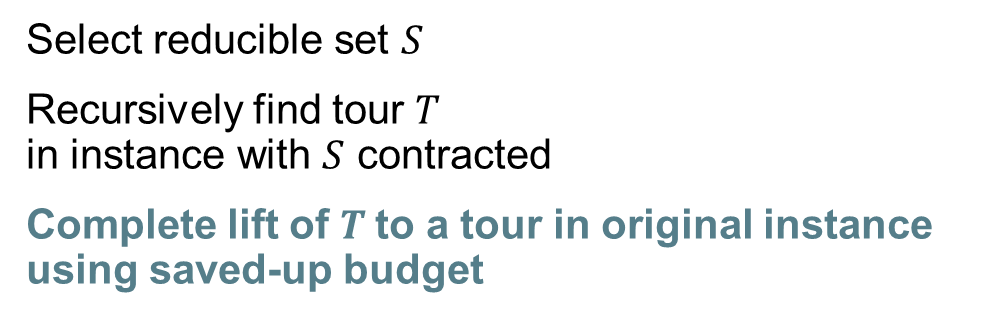 Select reducible set S
Recursively find tour T
in instance with S contracted
Complete lift of T to a tour in original instance
using saved-up budget